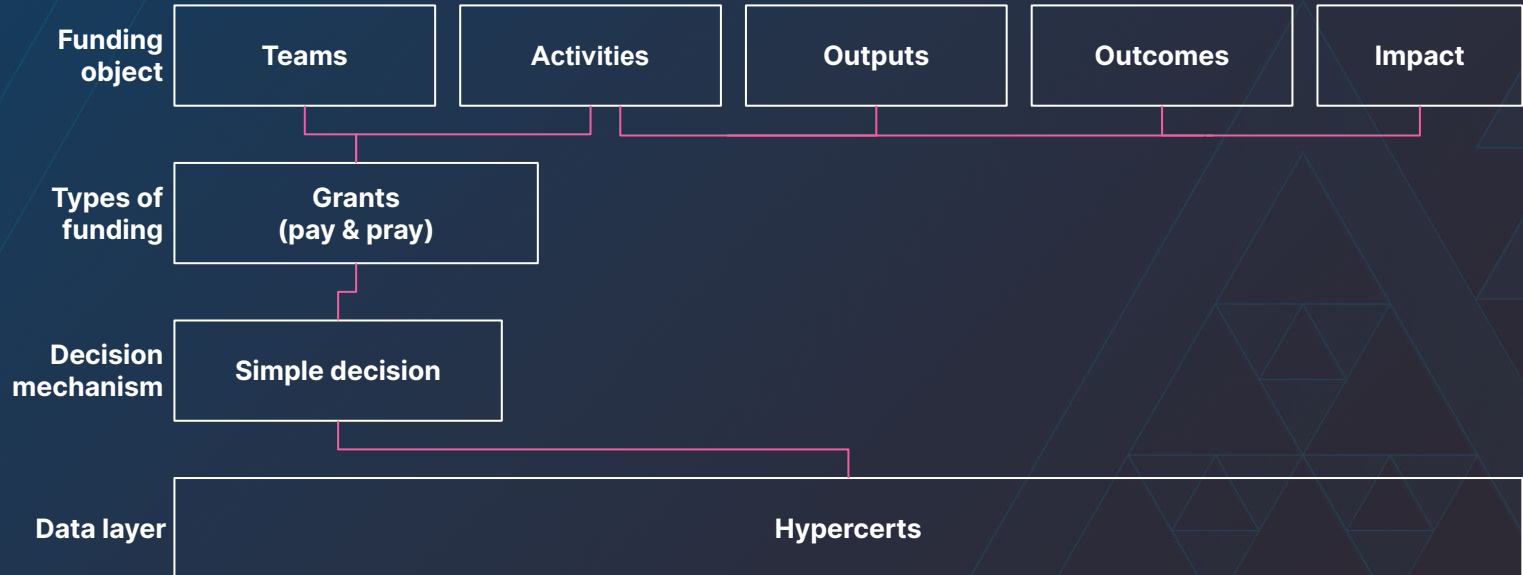 Funding
object
Teams
Activities
Outputs
Outcomes
Impact
Types of
funding
Grants
(pay & pray)
Decision
mechanism
Simple decision
Data layer
Hypercerts